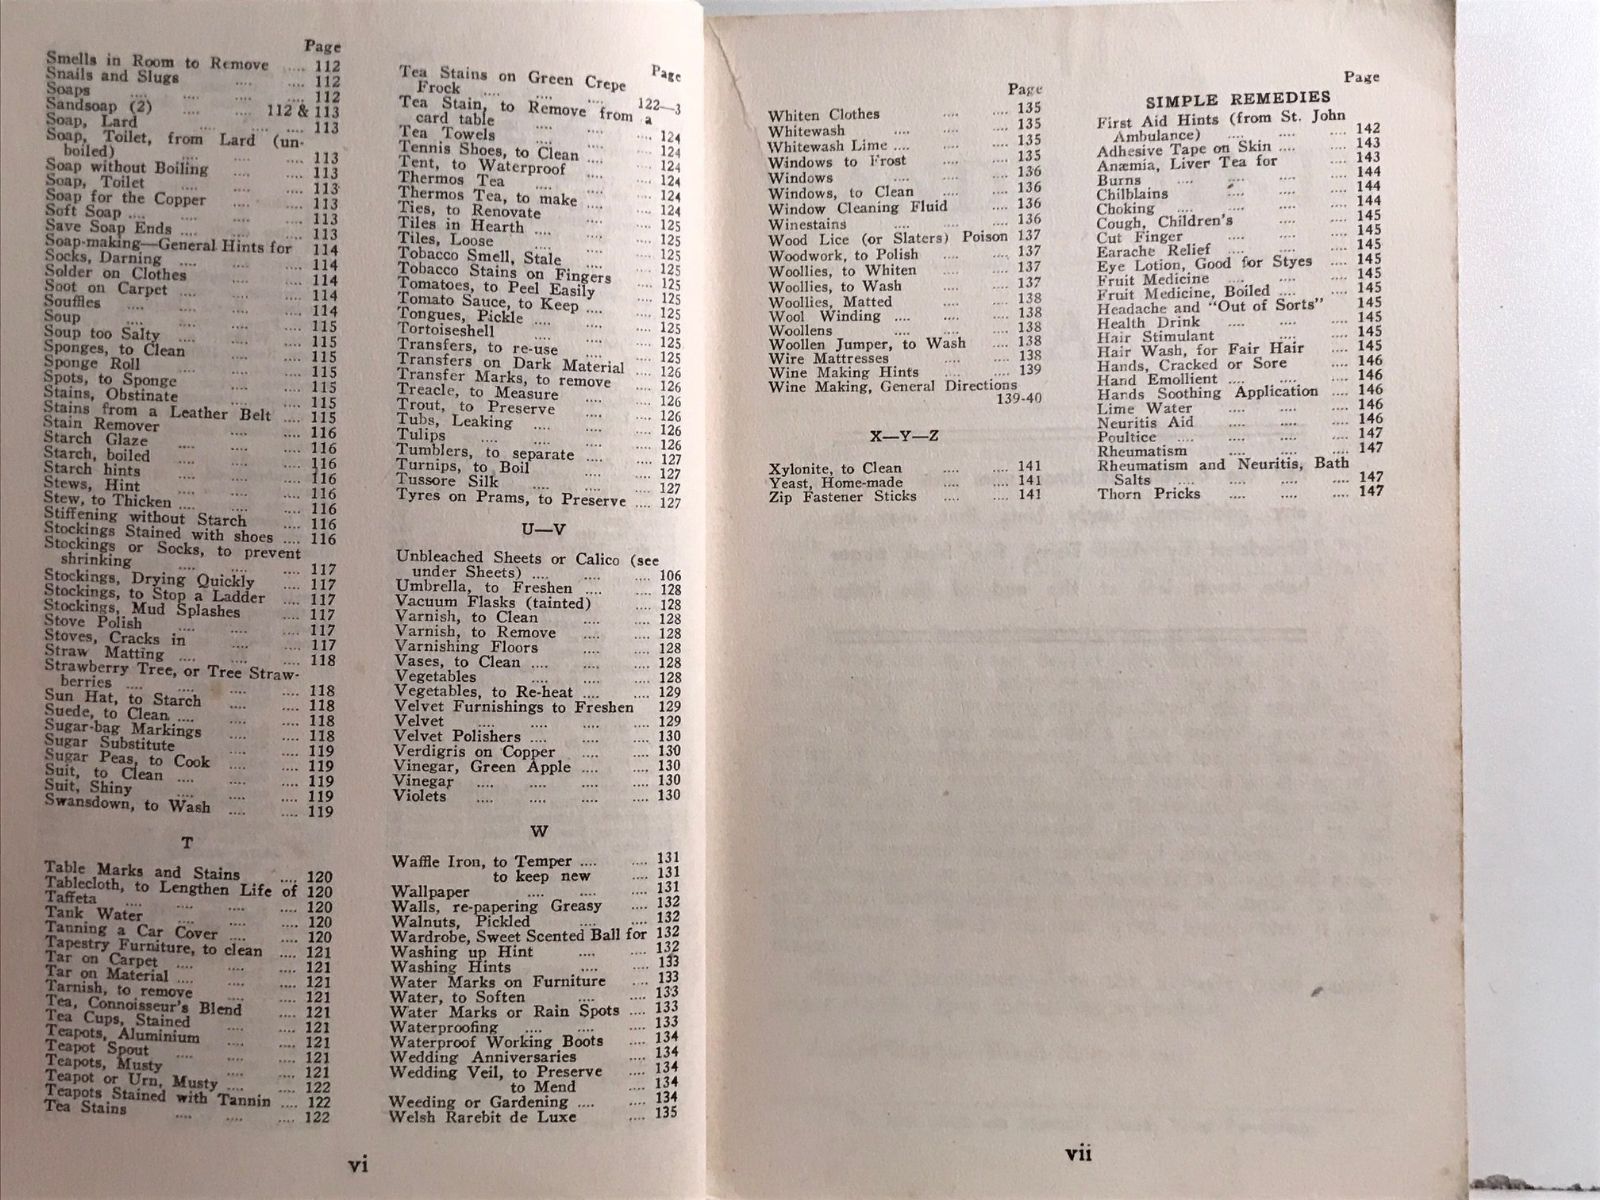 Page
Smells in Room to Remove .... 112
Snails and Slugs .... .... 112
Soaps .... .... .... .... 112
Sandsoap (2) .... .... 112 & 113
Soap, Lard .... .... .... 113
Soap, Toilet, from Lard (un-
boiled) .... .... .... 113
Soap without Boiling .... .... 113
Soap, Toilet .... .... .... 113
Soap for the Copper .... .... 113
Soft Soap .... .... .... .... 113
Save Soap Ends .... .... .... 113
Soap-making—General Hints for 114
Socks, Darning .... .... .... 114
Solder on Clothes .... .... 114
Soot on Carpet .... .... .... 114
Souffles .... .... .... .... 114
Soup .... .... .... .... 115
Soup too Salty .... .... .... 115
Sponges, to Clean .... .... 115
Sponge Roll .... .... .... 115
Spots, to Sponge .... .... 115
Stains, Obstinate .... .... 115
Stains from a Leather Belt .... 115
Stain Remover .... .... 116
Starch Glaze .... .... .... 116
Starch, boiled .... .... .... 116
Starch hints .... .... .... 116
Stews, Hint .... .... .... 116
Stew, to Thicken .... .... .... 116
Stiffening without Starch .... 116
Stockings Stained with shoes .... 116
Stockings or Socks, to prevent
shrinking .... .... .... 117
Stockings, Drying Quickly .... 117
Stockings, to Stop a Ladder .... 117
Stockings, Mud Splashes .... 117
Stove Polish .... .... .... 117
Stoves, Cracks in .... .... 117
Straw Matting .... .... .... 118
Strawberry Tree, or Tree Straw-
berries .... .... .... .... 118
Sun Hat, to Starch .... .... 118
Suede, to Clean .... .... .... 118
Sugar-bag Markings .... .... 118
Sugar Substitute .... .... 119
Sugar Peas, to Cook .... .... 119
Suit, to Clean .... .... .... 119
Suit, Shiny .... .... .... 119
Swansdown, to Wash .... .... 119
T
Table Marks and Stains .... 120
Tablecloth, to Lengthen Life of 120
Taffeta .... .... .... .... 120
Tank Water .... .... .... 120
Tanning a Car Cover .... .... 120
Tapestry Furniture, to clean .... 121
Tar on Carpet .... .... .... 121
Tar on Material .... .... .... 121
Tarnish, to remove .... .... 121
Tea, Connoisseur's Blend .... 121
Tea Cups, Stained .... .... 121
Teapots, Aluminium .... .... 121
Teapot Spout .... .... .... 121
Teapots, Musty .... .... .... 121
Teapot or Urn, Musty .... .... 122
Teapots Stained with Tannin .... 122
Tea Stains .... .... .... 122
vi
Page
Tea Stains on Green Crepe
Frock .... .... .... 122—3
Tea Stain, to Remove from a
card table .... .... .... 124
Tea Towels .... .... .... 124
Tennis Shoes, to Clean .... .... 124
Tent, to Waterproof .... .... 124
Thermos Tea .... .... .... 124
Thermos Tea, to make .... .... 124
Ties, to Renovate .... .... 125
Tiles in Hearth .... .... .... 125
Tiles, Loose .... .... .... 125
Tobacco Smell, Stale .... .... 125
Tobacco Stains on Fingers .... 125
Tomatoes, to Peel Easily .... 125
Tomato Sauce, to Keep .... .... 125
Tongues, Pickle .... .... .... 125
Tortoiseshell .... .... .... 125
Transfers, to re-use .... .... 125
Transfers on Dark Material .... 126
Transfer Marks, to remove .... 126
Treacle, to Measure .... .... 126
Trout, to Preserve .... .... 126
Tubs, Leaking .... .... .... 126
Tulips .... .... .... .... 126
Tumblers, to separate .... .... 127
Turnips, to Boil .... .... 127
Tussore Silk .... .... .... 127
Tyres on Prams, to Preserve .... 127
U—V
Unbleached Sheets or Calico (see
under Sheets) .... .... .... 106
Umbrella, to Freshen .... .... 128
Vacuum Flasks (tainted) .... 128
Varnish, to Clean .... .... 128
Varnish, to Remove .... .... 128
Varnishing Floors .... .... 128
Vases, to Clean .... .... .... 128
Vegetables .... .... .... 128
Vegetables, to Re-heat .... .... 129
Velvet Furnishings to Freshen 129
Velvet .... .... .... .... 129
Velvet Polishers .... .... .... 130
Verdigris on Copper .... .... 130
Vinegar, Green Apple .... .... 130
Vinegar .... .... .... .... 130
Violets .... .... .... .... 130
W
Waffle Iron, to Temper .... .... 131
to keep new .... 131
Wallpaper .... .... .... 131
Walls, re-papering Greasy .... 132
Walnuts, Pickled .... .... 132
Wardrobe, Sweet Scented Ball for 132
Washing up Hint .... .... 132
Washing Hints .... .... 133
Water Marks on Furniture .... 133
Water, to Soften .... .... 133
Water Marks or Rain Spots .... 133
Waterproofing .... .... .... 133
Waterproof Working Boots .... 134
Wedding Anniversaries .... 134
Wedding Veil, to Preserve .... 134
to Mend .... 134
Weeding or Gardening .... .... 134
Welsh Rarebit de Luxe .... 135
Page
Whiten Clothes .... .... 135
Whitewash .... .... .... 135
Whitewash Lime .... .... .... 135
Windows to Frost .... .... 135
Windows .... .... .... 136
Windows, to Clean .... .... 136
Window Cleaning Fluid .... 136
Winestains .... .... .... 136
Wood Lice (or Slaters) Poison 137
Woodwork, to Polish .... .... 137
Woollies, to Whiten .... .... 137
Woollies, to Wash .... .... 137
Woollies, Matted .... .... 138
Wool Winding .... .... .... 138
Woollens .... .... .... 138
Woollen Jumper, to Wash .... 138
Wire Mattresses .... .... 138
Wine Making Hints .... .... 139
Wine Making, General Directions
139-40
X—Y—Z
Xylonite, to Clean .... .... 141
Yeast, Home-made .... .... 141
Zip Fastener Sticks .... .... 141
Page
SIMPLE REMEDIES
First Aid Hints (from St. John
Ambulance) .... .... .... 142
Adhesive Tape on Skin .... .... 143
Anæmia, Liver Tea for .... 143
Burns .... .... .... .... 144
Chilblains .... .... .... 144
Choking .... .... .... .... 144
Cough, Children's .... .... 145
Cut Finger .... .... .... 145
Earache Relief .... .... .... 145
Eye Lotion, Good for Styes .... 145
Fruit Medicine .... .... .... 145
Fruit Medicine, Boiled .... .... 145
Headache and "Out of Sorts" 145
Health Drink .... .... .... 145
Hair Stimulant .... .... .... 145
Hair Wash, for Fair Hair .... 145
Hands, Cracked or Sore .... 146
Hand Emollient .... .... .... 146
Hands Soothing Application .... 146
Lime Water .... .... .... 146
Neuritis Aid .... .... .... 146
Poultice .... .... .... .... 147
Rheumatism .... .... .... 147
Rheumatism and Neuritis, Bath
Salts .... .... .... .... 147
Thorn Pricks .... .... .... 147
vii